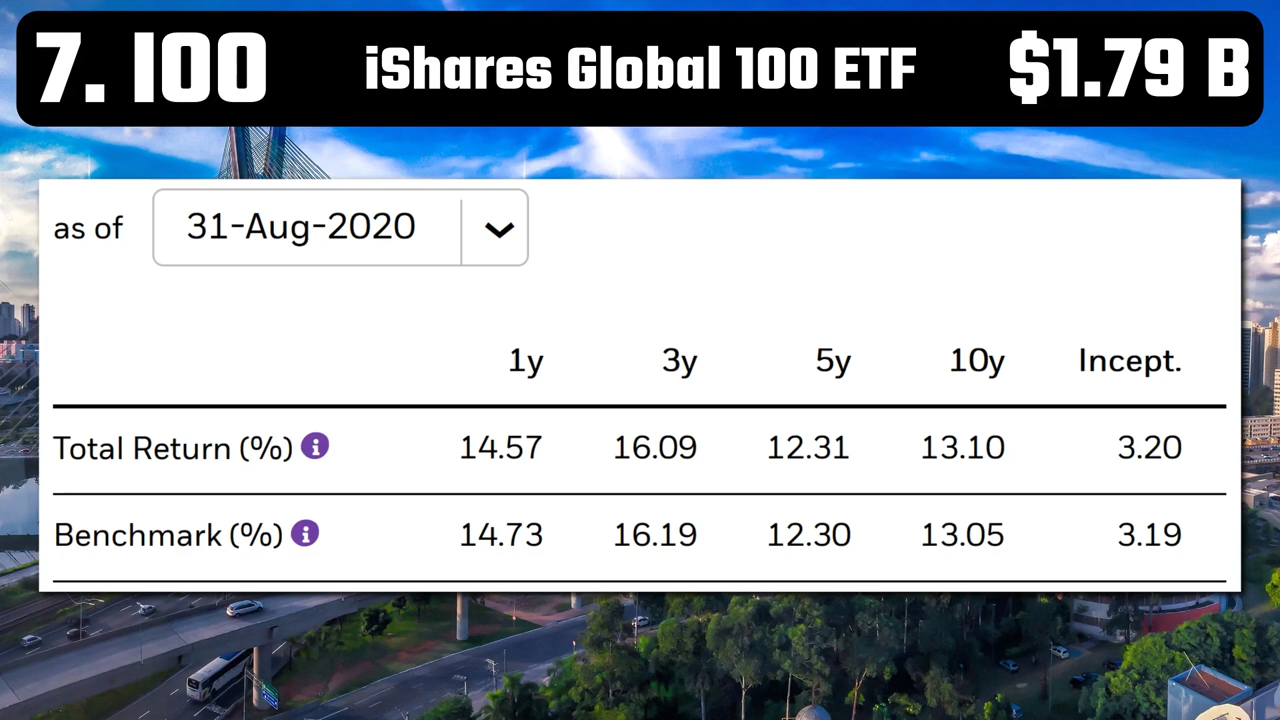 7. IOO iShares Global 100 ETF $1.79 B
as of 31-Aug-2020
1y 3y 5y 10y Incept.
Total Return (%) 14.57 16.09 12.31 13.10 3.20
Benchmark (%) 14.73 16.19 12.30 13.05 3.19